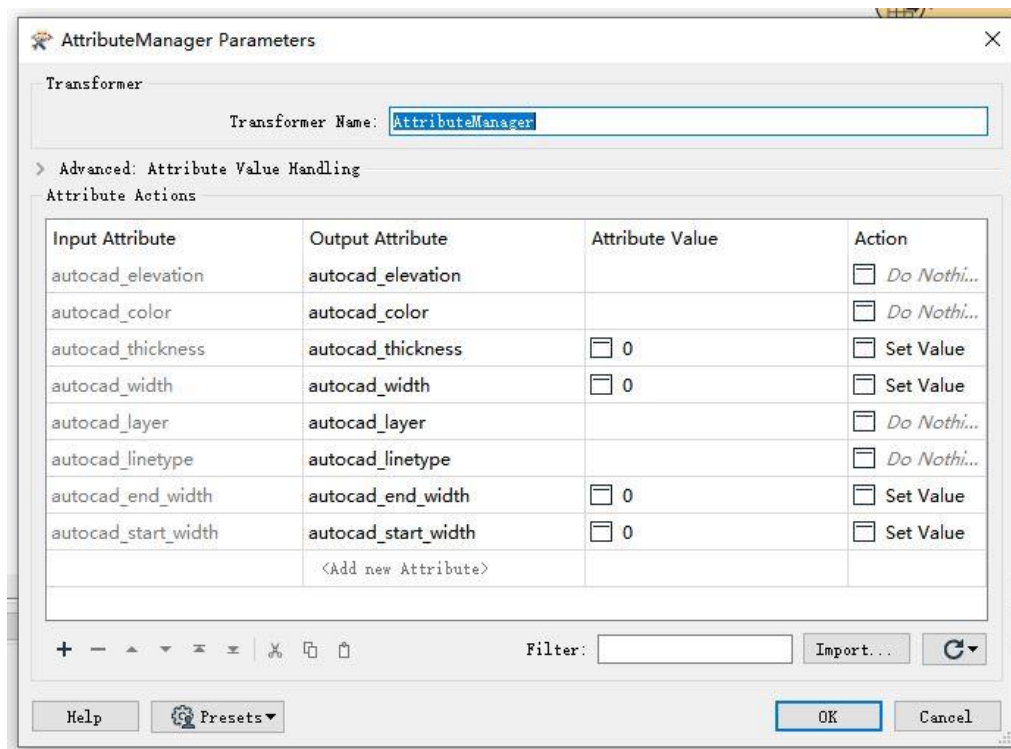 AttributeManager Parameters
Transformer
Transformer Name: AttributeManager
Advanced: Attribute Value Handling
Attribute Actions
Input Attribute Output Attribute Attribute Value Action
autocad_elevation autocad_elevation Do Nothi...
autocad_color autocad_color Do Nothi...
autocad_thickness autocad_thickness 0 Set Value
autocad_width autocad_width 0 Set Value
autocad_layer autocad_layer Do Nothi...
autocad_linetype autocad_linetype Do Nothi...
autocad_end_width autocad_end_width 0 Set Value
autocad_start_width autocad_start_width 0 Set Value
<Add new Attribute>
Filter: Import...
Help Presets OK Cancel